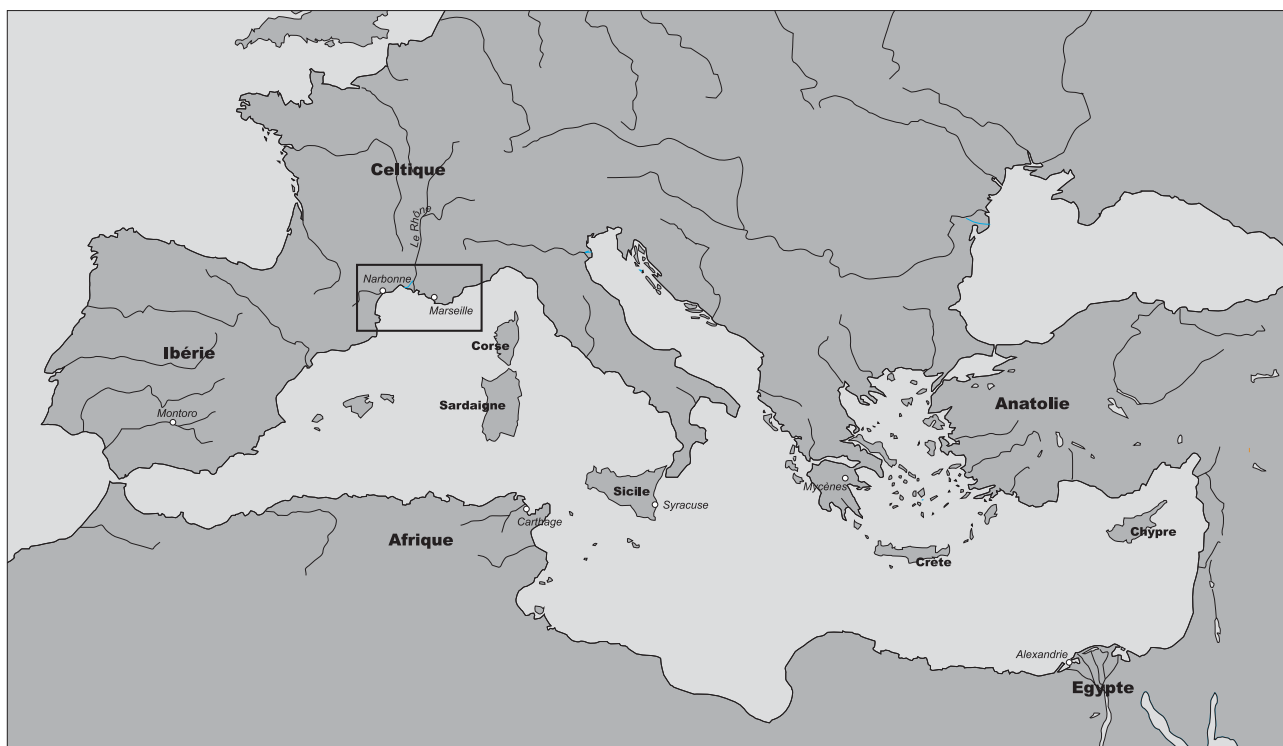 Celtique
Le Rhône
Narbonne
Marseille
Corse
Ibérie
Sardaigne
Anatolie
Montoro
Mycènes
Sicile
Syracuse
Carthage
Afrique
Chypre
Crète
Alexandrie
Egypte